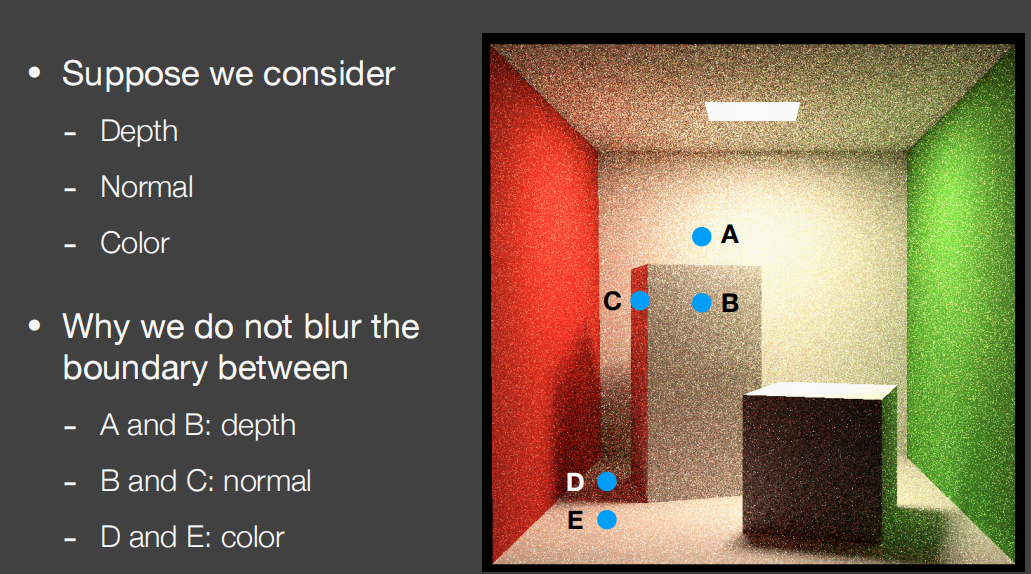 • Suppose we consider
- Depth
- Normal
- Color
• Why we do not blur the
boundary between
- A and B: depth
- B and C: normal
- D and E: color
A
C
B
D
E